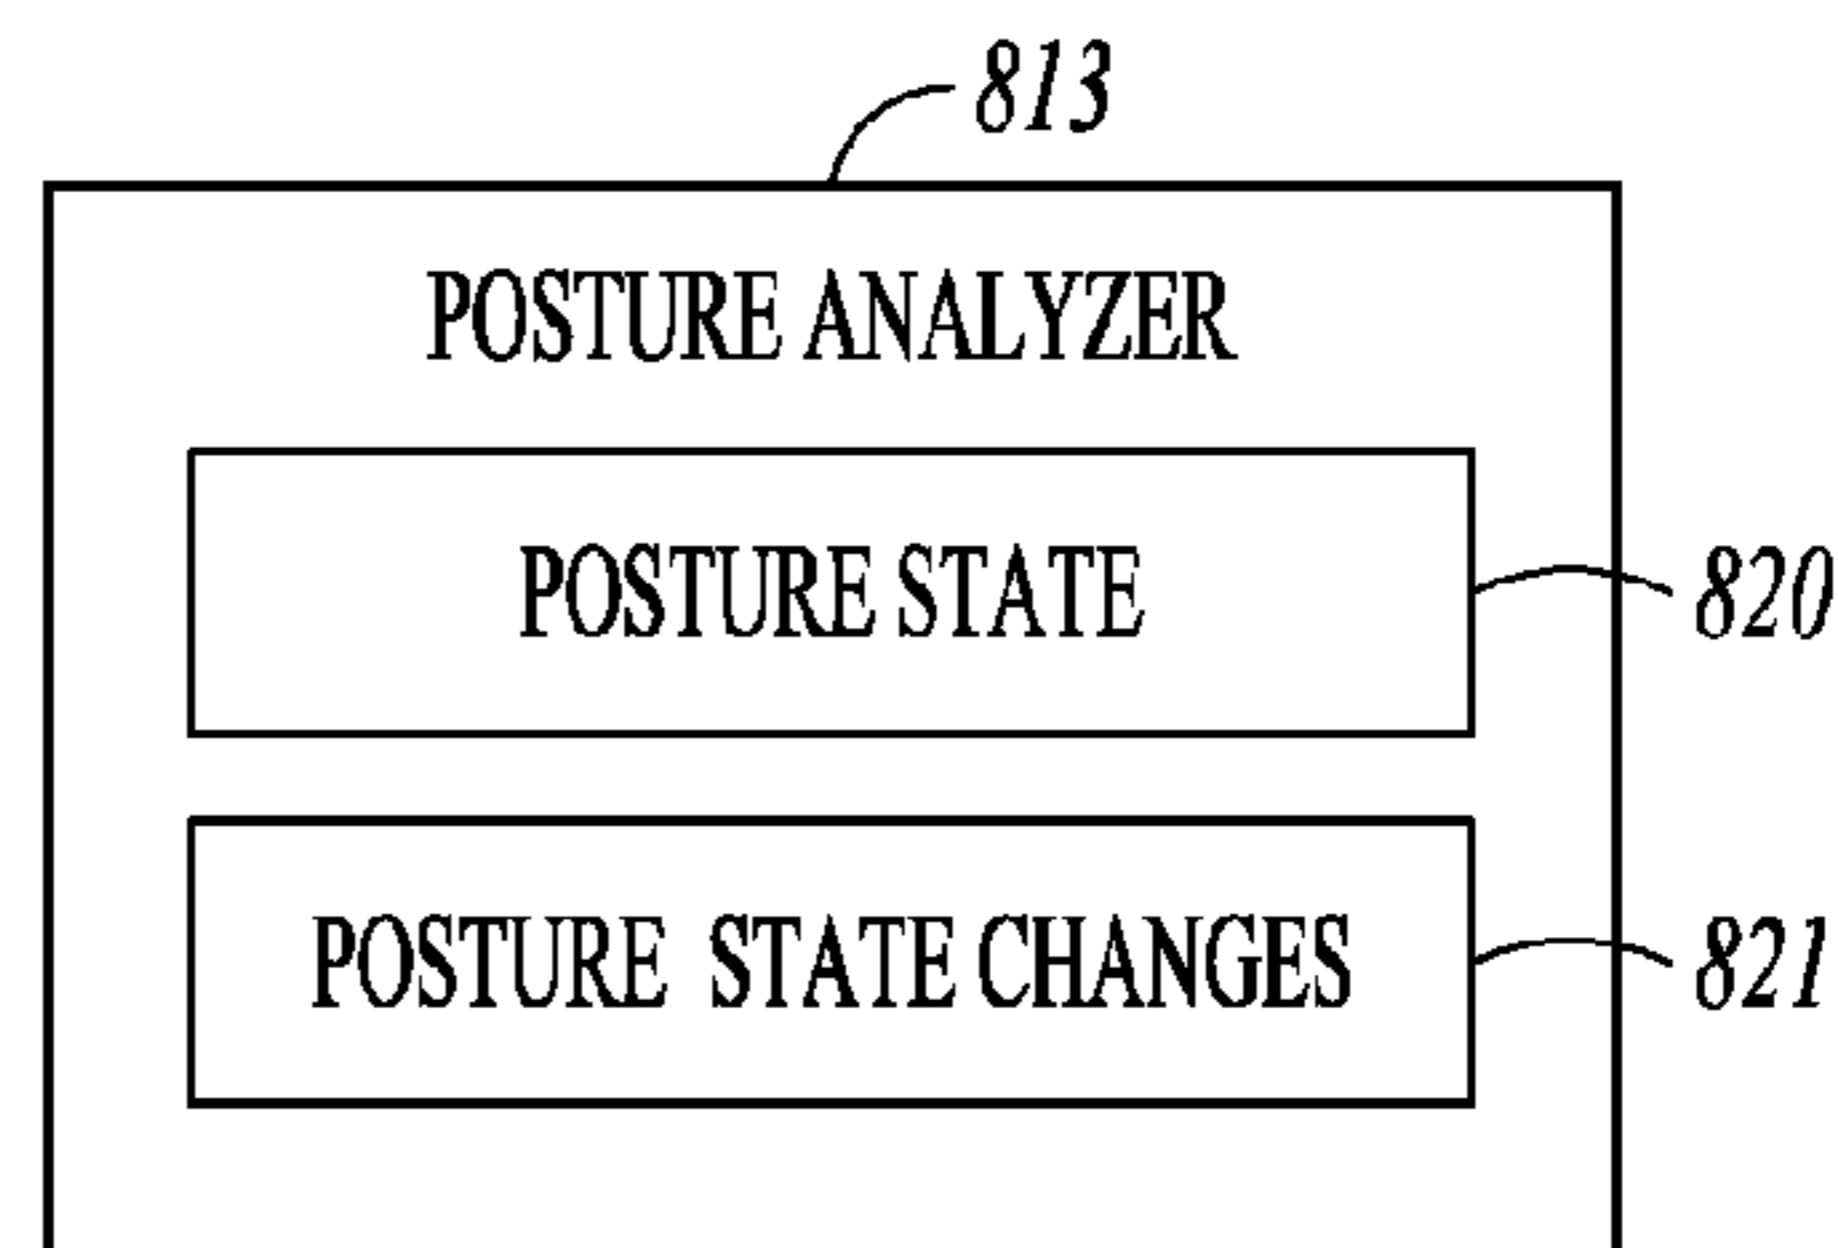 813
POSTURE ANALYZER
POSTURE STATE
820
POSTURE STATE CHANGES
821